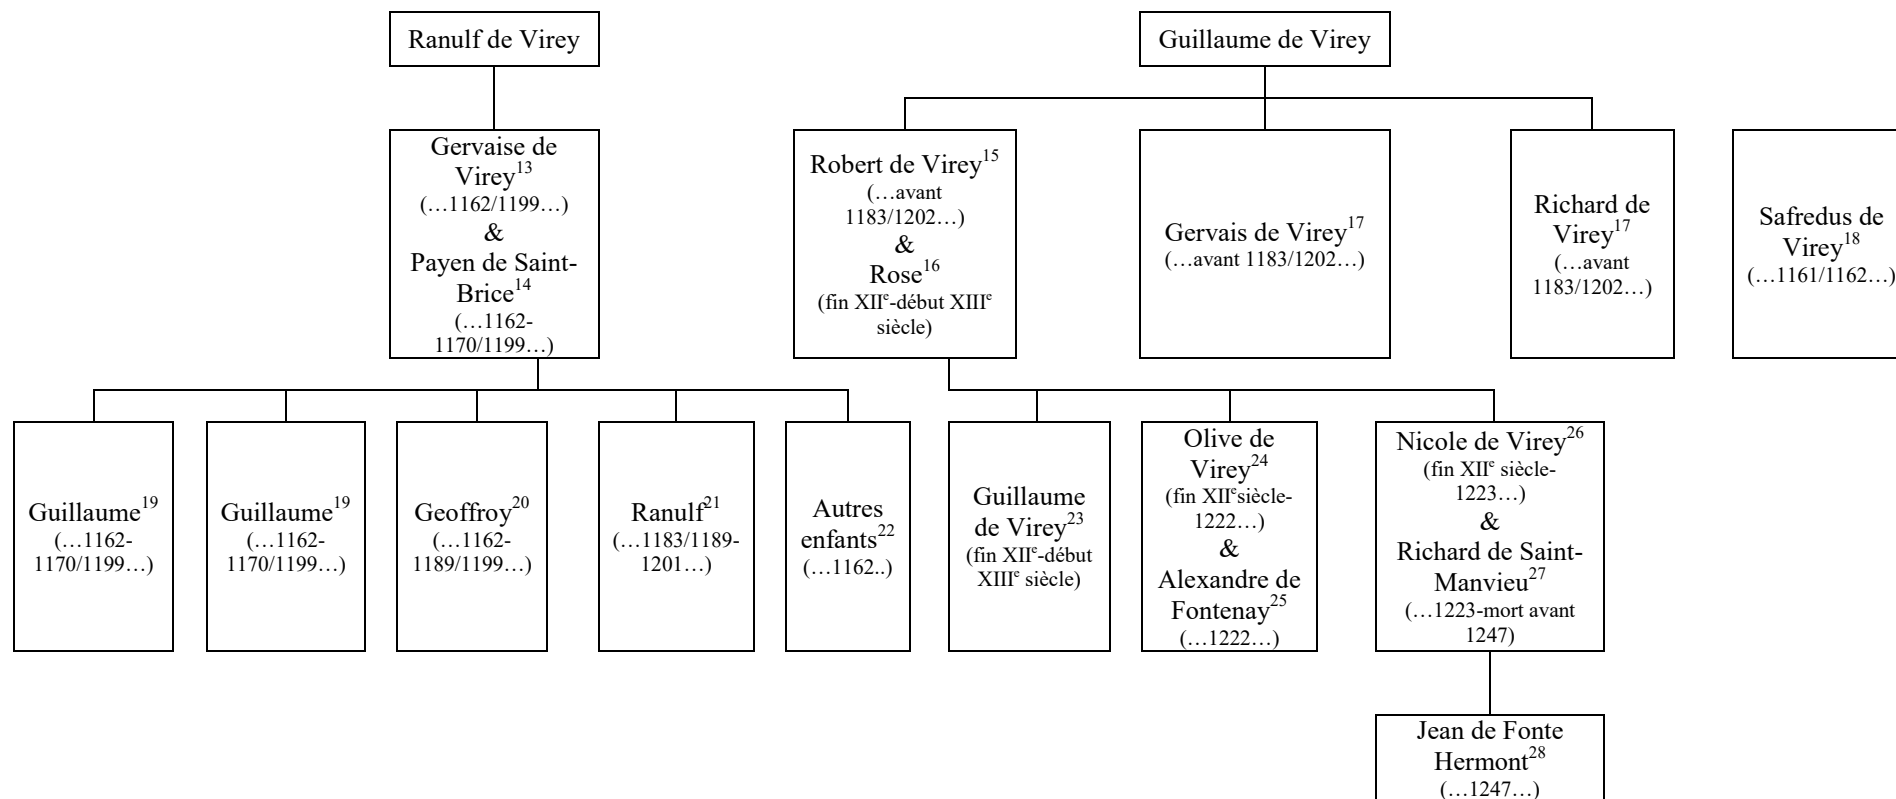 Ranulf de Virey
Guillaume de Virey
Gervaise de
Virey13
(…1162/1199…)
&
Payen de Saint-
Brice14
(…1162-
1170/1199…)
Robert de Virey15
(…avant
1183/1202…)
&
Rose16
(fin XIIe-début XIIIe
siècle)
Gervais de Virey17
(…avant 1183/1202…)
Richard de
Virey17
(…avant
1183/1202…)
Safredus de
Virey18
(…1161/1162…)
Guillaume19
(…1162-
1170/1199…)
Guillaume19
(…1162-
1170/1199…)
Geoffroy20
(…1162-
1189/1199…)
Ranulf21
(…1183/1189-
1201…)
Autres
enfants22
(…1162..)
Guillaume
de Virey23
(fin XIIe-début
XIIIe siècle)
Olive de
Virey24
(fin XIIesiècle-
1222…)
&
Alexandre de
Fontenay25
(…1222…)
Nicole de Virey26
(fin XIIe siècle-
1223…)
&
Richard de Saint-
Manvieu27
(…1223-mort avant
1247)
Jean de Fonte
Hermont28
(…1247…)